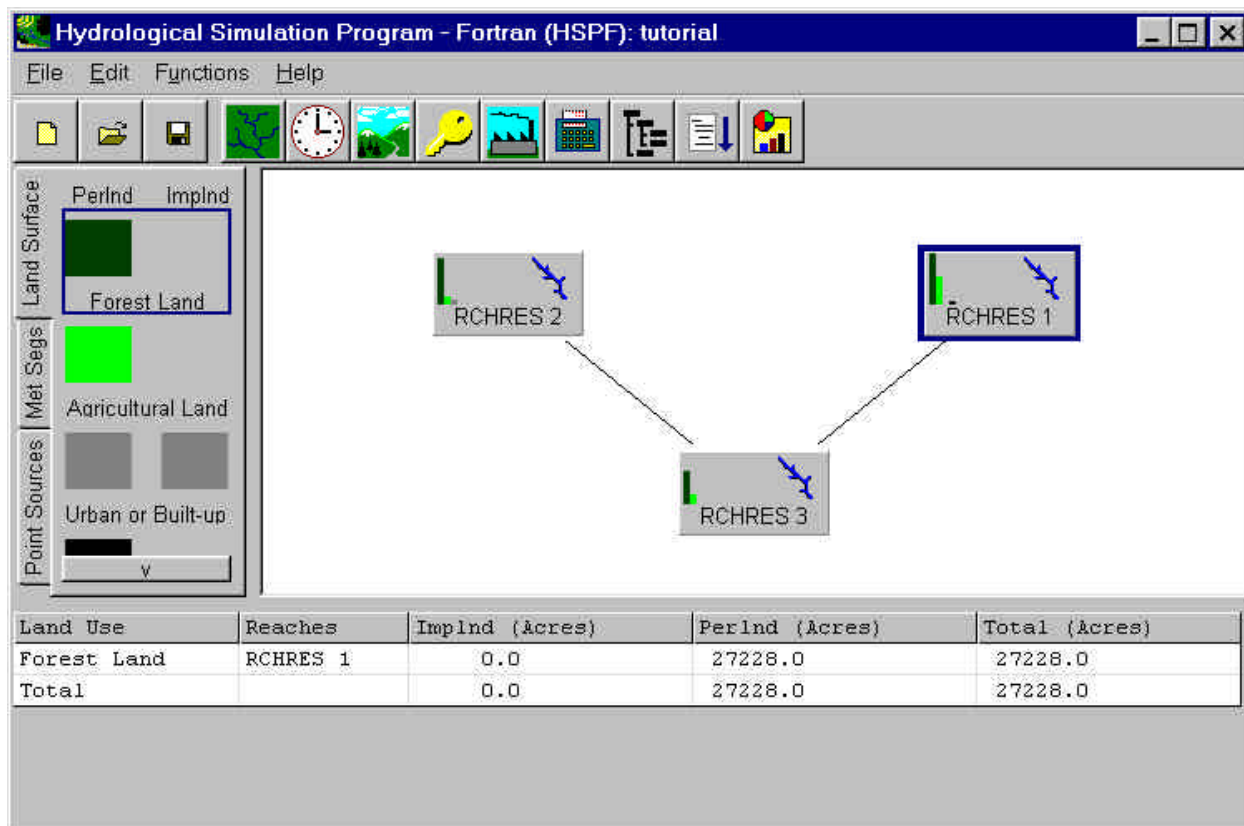 Hydrological Simulation Program - Fortran (HSPF): tutorial
File Edit Functions Help
Land Surface
Met Segs
Point Sources
PerInd ImpInd
Forest Land
Agricultural Land
Urban or Built-up
v
RCHRES 2
RCHRES 1
RCHRES 3
Land Use Reaches ImpInd (Acres) PerInd (Acres) Total (Acres)
Forest Land RCHRES 1 0.0 27228.0 27228.0
Total 0.0 27228.0 27228.0